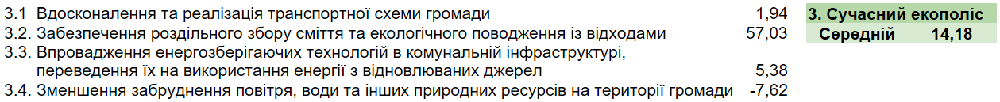 3.1 Вдосконалення та реалізація транспортної схеми громади 1,94
3.2. Забезпечення роздільного збору сміття та екологічного поводження із відходами 57,03
3.3. Впровадження енергозберігаючих технологій в комунальній інфраструктурі,
переведення їх на використання енергії з відновлюваних джерел 5,38
3.4. Зменшення забруднення повітря, води та інших природних ресурсів на території громади -7,62
3. Сучасний екополіс
Середній 14,18